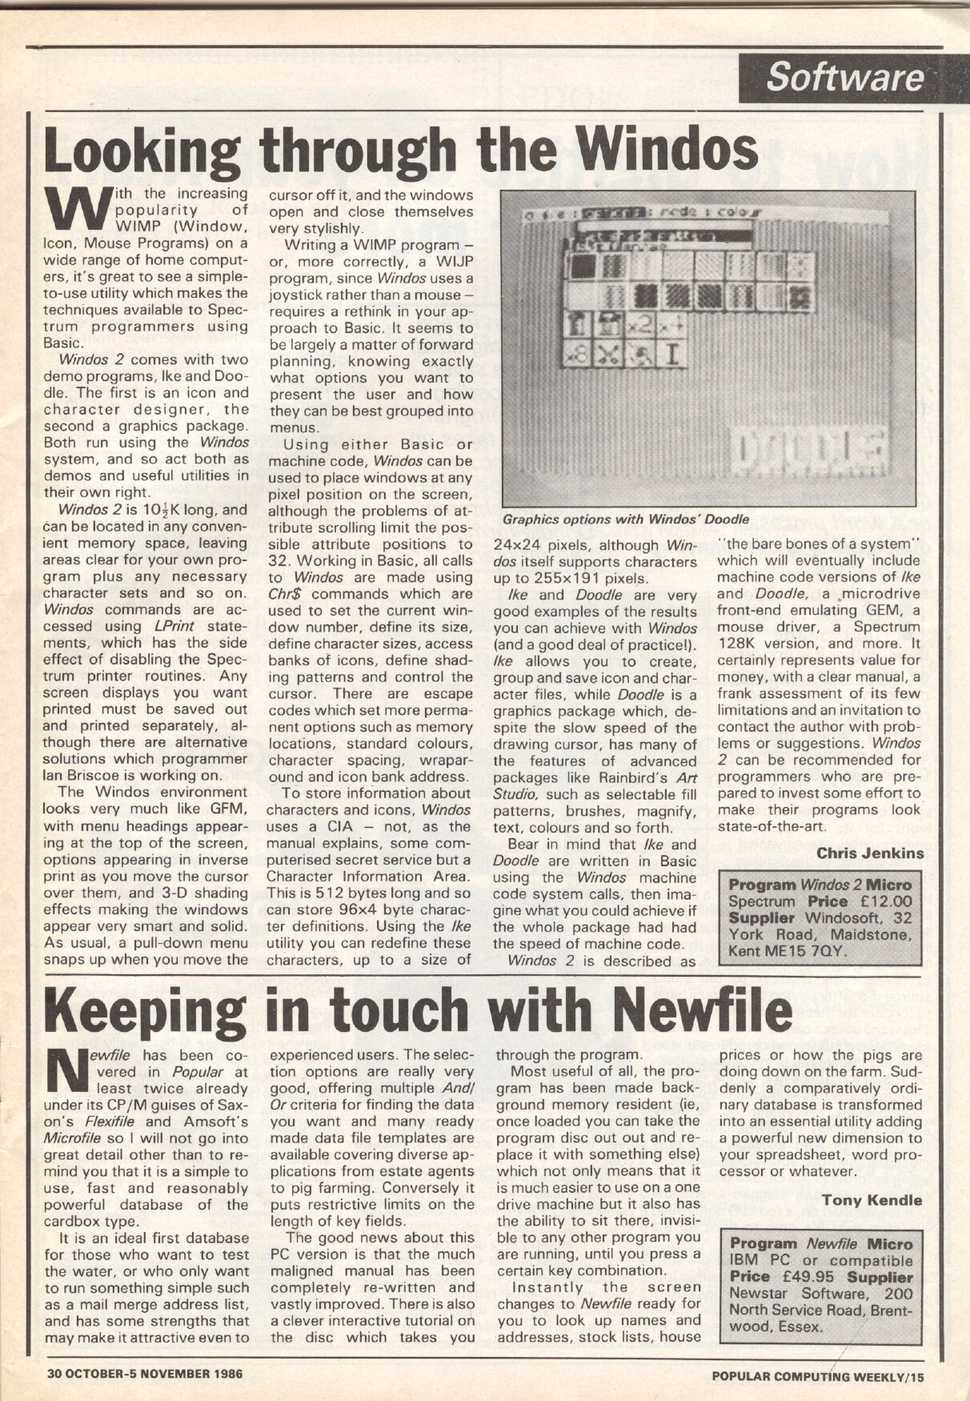 Software
Looking through the Windos
With the increasing
popularity of
WIMP (Window,
Icon, Mouse Programs) on a
wide range of home comput-
ers, it's great to see a simple-
to-use utility which makes the
techniques available to Spec-
trum programmers using
Basic.
Windos 2 comes with two
demo programs, Ike and Doo-
dle. The first is an icon and
character designer, the
second a graphics package.
Both run using the Windos
system, and so act both as
demos and useful utilities in
their own right.
Windos 2 is 10½K long, and
can be located in any conven-
ient memory space, leaving
areas clear for your own pro-
gram plus any necessary
character sets and so on.
Windos commands are ac-
cessed using LPrint state-
ments, which has the side
effect of disabling the Spec-
trum printer routines. Any
screen displays you want
printed must be saved out
and printed separately, al-
though there are alternative
solutions which programmer
Ian Briscoe is working on.
The Windos environment
looks very much like GFM,
with menu headings appear-
ing at the top of the screen,
options appearing in inverse
print as you move the cursor
over them, and 3-D shading
effects making the windows
appear very smart and solid.
As usual, a pull-down menu
snaps up when you move the
cursor off it, and the windows
open and close themselves
very stylishly.
Writing a WIMP program –
or, more correctly, a WIJP
program, since Windos uses a
joystick rather than a mouse –
requires a rethink in your ap-
proach to Basic. It seems to
be largely a matter of forward
planning, knowing exactly
what options you want to
present the user and how
they can be best grouped into
menus.
Using either Basic or
machine code, Windos can be
used to place windows at any
pixel position on the screen,
although the problems of at-
tribute scrolling limit the pos-
sible attribute positions to
32. Working in Basic, all calls
to Windos are made using
Chr$ commands which are
used to set the current win-
dow number, define its size,
define character sizes, access
banks of icons, define shad-
ing patterns and control the
cursor. There are escape
codes which set more perma-
nent options such as memory
locations, standard colours,
character spacing, wrapar-
ound and icon bank address.
To store information about
characters and icons, Windos
uses a CIA – not, as the
manual explains, some com-
puterised secret service but a
Character Information Area.
This is 512 bytes long and so
can store 96×4 byte charac-
ter definitions. Using the Ike
utility you can redefine these
characters, up to a size of
mode : colour
x2 x4
x8 I
DOODLE
Graphics options with Windos' Doodle
24×24 pixels, although Win-
dos itself supports characters
up to 255×191 pixels.
Ike and Doodle are very
good examples of the results
you can achieve with Windos
(and a good deal of practice!).
Ike allows you to create,
group and save icon and char-
acter files, while Doodle is a
graphics package which, de-
spite the slow speed of the
drawing cursor, has many of
the features of advanced
packages like Rainbird's Art
Studio, such as selectable fill
patterns, brushes, magnify,
text, colours and so forth.
Bear in mind that Ike and
Doodle are written in Basic
using the Windos machine
code system calls, then ima-
gine what you could achieve if
the whole package had had
the speed of machine code.
Windos 2 is described as
"the bare bones of a system"
which will eventually include
machine code versions of Ike
and Doodle, a microdrive
front-end emulating GEM, a
mouse driver, a Spectrum
128K version, and more. It
certainly represents value for
money, with a clear manual, a
frank assessment of its few
limitations and an invitation to
contact the author with prob-
lems or suggestions. Windos
2 can be recommended for
programmers who are pre-
pared to invest some effort to
make their programs look
state-of-the-art.
Chris Jenkins
Program Windos 2 Micro
Spectrum Price £12.00
Supplier Windosoft, 32
York Road, Maidstone,
Kent ME15 7QY.
Keeping in touch with Newfile
Newfile has been co-
vered in Popular at
least twice already
under its CP/M guises of Sax-
on's Flexifile and Amsoft's
Microfile so I will not go into
great detail other than to re-
mind you that it is a simple to
use, fast and reasonably
powerful database of the
cardbox type.
It is an ideal first database
for those who want to test
the water, or who only want
to run something simple such
as a mail merge address list,
and has some strengths that
may make it attractive even to
experienced users. The selec-
tion options are really very
good, offering multiple And/
Or criteria for finding the data
you want and many ready
made data file templates are
available covering diverse ap-
plications from estate agents
to pig farming. Conversely it
puts restrictive limits on the
length of key fields.
The good news about this
PC version is that the much
maligned manual has been
completely re-written and
vastly improved. There is also
a clever interactive tutorial on
the disc which takes you
through the program.
Most useful of all, the pro-
gram has been made back-
ground memory resident (ie,
once loaded you can take the
program disc out out and re-
place it with something else)
which not only means that it
is much easier to use on a one
drive machine but it also has
the ability to sit there, invisi-
ble to any other program you
are running, until you press a
certain key combination.
Instantly the screen
changes to Newfile ready for
you to look up names and
addresses, stock lists, house
prices or how the pigs are
doing down on the farm. Sud-
denly a comparatively ordi-
nary database is transformed
into an essential utility adding
a powerful new dimension to
your spreadsheet, word pro-
cessor or whatever.
Tony Kendle
Program Newfile Micro
IBM PC or compatible
Price £49.95 Supplier
Newstar Software, 200
North Service Road, Brent-
wood, Essex.
30 OCTOBER-5 NOVEMBER 1986
POPULAR COMPUTING WEEKLY/15